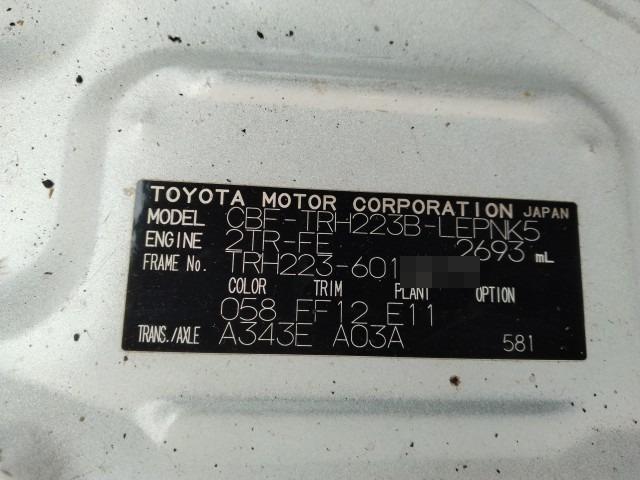 TOYOTA MOTOR CORPORATION JAPAN
MODEL CBF-TRH223B-LEPNK5
ENGINE 2TR-FE 2693 mL
FRAME No. TRH223-601
COLOR TRIM PLANT OPTION
058 FF12 E11
TRANS./AXLE A343E A03A 581